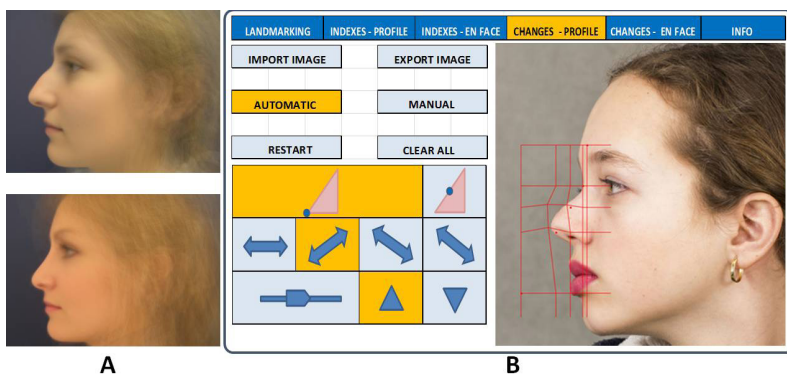 LANDMARKING INDEXES - PROFILE INDEXES - EN FACE CHANGES - PROFILE CHANGES - EN FACE INFO
IMPORT IMAGE EXPORT IMAGE
AUTOMATIC MANUAL
RESTART CLEAR ALL
A B